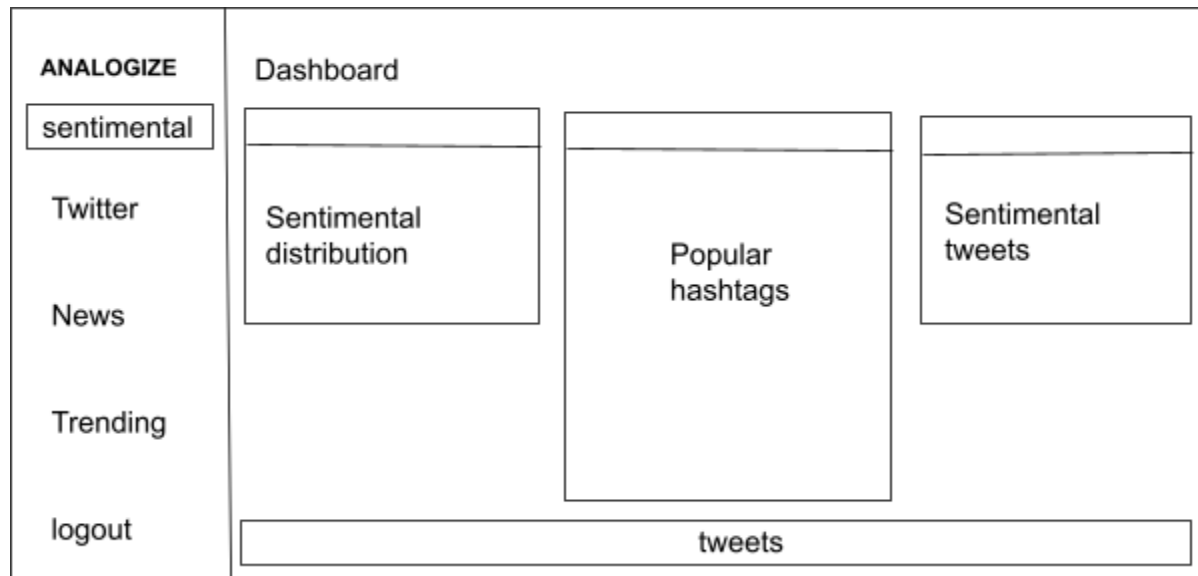 ANALOGIZE
sentimental
Twitter
News
Trending
logout
Dashboard
Sentimental
distribution
Popular
hashtags
Sentimental
tweets
tweets